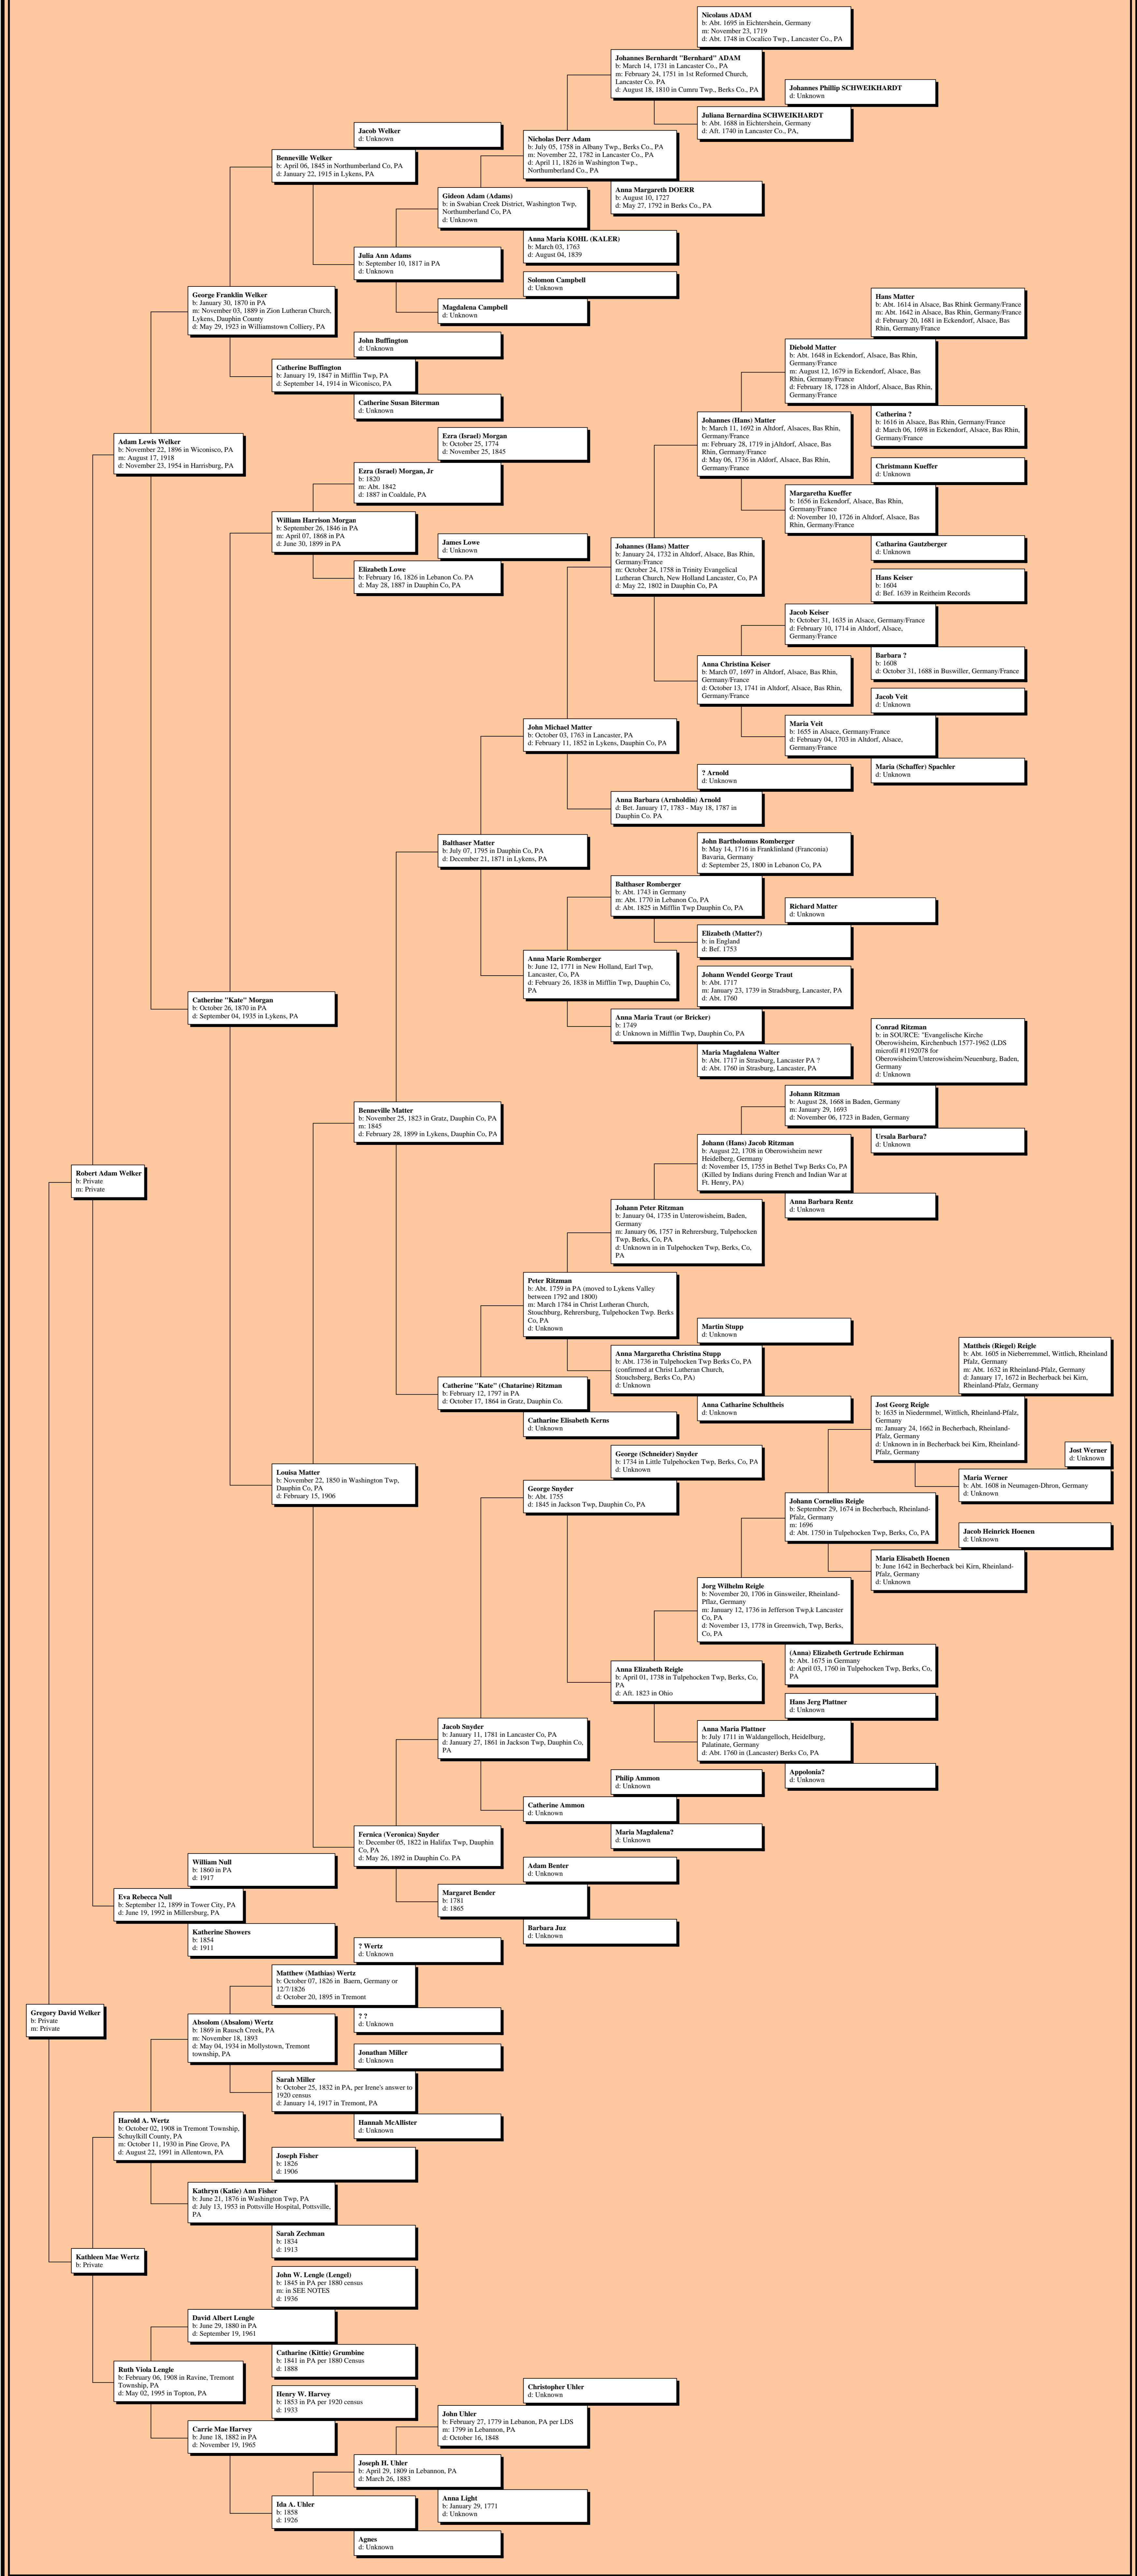 Nicolaus ADAM
b: Abt. 1695 in Eichtershein, Germany
m: November 23, 1719
d: Abt. 1748 in Cocalico Twp., Lancaster Co., PA
Johannes Bernhardt "Bernhard" ADAM
b: March 14, 1731 in Lancaster Co., PA
m: February 24, 1751 in 1st Reformed Church,
Lancaster Co. PA
d: August 18, 1810 in Cumru Twp., Berks Co., PA
Johannes Phillip SCHWEIKHARDT
d: Unknown
Juliana Bernardina SCHWEIKHARDT
b: Abt. 1688 in Eichtershein, Germany
d: Aft. 1740 in Lancaster Co., PA,
Jacob Welker
d: Unknown
Nicholas Derr Adam
b: July 05, 1758 in Albany Twp., Berks Co., PA
m: November 22, 1782 in Lancaster Co., PA
d: April 11, 1826 in Washington Twp.,
Northumberland Co., PA
Benneville Welker
b: April 06, 1845 in Northumberland Co, PA
d: January 22, 1915 in Lykens, PA
Anna Margareth DOERR
b: August 10, 1727
d: May 27, 1792 in Berks Co., PA
Gideon Adam (Adams)
b: in Swabian Creek District, Washington Twp,
Northumberland Co, PA
d: Unknown
Anna Maria KOHL (KALER)
b: March 03, 1763
d: August 04, 1839
Julia Ann Adams
b: September 10, 1817 in PA
d: Unknown
Solomon Campbell
d: Unknown
Magdalena Campbell
d: Unknown
George Franklin Welker
b: January 30, 1870 in PA
m: November 03, 1889 in Zion Lutheran Church,
Lykens, Dauphin County
d: May 29, 1923 in Williamstown Colliery, PA
Hans Matter
b: Abt. 1614 in Alsace, Bas Rhink Germany/France
m: Abt. 1642 in Alsace, Bas Rhin, Germany/France
d: February 20, 1681 in Eckendorf, Alsace, Bas
Rhin, Germany/France
John Buffington
d: Unknown
Diebold Matter
b: Abt. 1648 in Eckendorf, Alsace, Bas Rhin,
Germany/France
m: August 12, 1679 in Eckendorf, Alsace, Bas
Rhin, Germany/France
d: February 18, 1728 in Altdorf, Alsace, Bas Rhin,
Germany/France
Catherine Buffington
b: January 19, 1847 in Mifflin Twp, PA
d: September 14, 1914 in Wiconisco, PA
Catherine Susan Biterman
d: Unknown
Catherina ?
b: 1616 in Alsace, Bas Rhin, Germany/France
d: March 06, 1698 in Eckendorf, Alsace, Bas Rhin,
Germany/France
Johannes (Hans) Matter
b: March 11, 1692 in Altdorf, Alsaces, Bas Rhin,
Germany/France
m: February 28, 1719 in jAltdorf, Alsace, Bas
Rhin, Germany/France
d: May 06, 1736 in Aldorf, Alsace, Bas Rhin,
Germany/France
Ezra (Israel) Morgan
b: October 25, 1774
d: November 25, 1845
Adam Lewis Welker
b: November 22, 1896 in Wiconisco, PA
m: August 17, 1918
d: November 23, 1954 in Harrisburg, PA
Christmann Kueffer
d: Unknown
Ezra (Israel) Morgan, Jr
b: 1820
m: Abt. 1842
d: 1887 in Coaldale, PA
Margaretha Kueffer
b: 1656 in Eckendorf, Alsace, Bas Rhin,
Germany/France
d: November 10, 1726 in Altdorf, Alsace, Bas
Rhin, Germany/France
William Harrison Morgan
b: September 26, 1846 in PA
m: April 07, 1868 in PA
d: June 30, 1899 in PA
James Lowe
d: Unknown
Catharina Gautzberger
d: Unknown
Johannes (Hans) Matter
b: January 24, 1732 in Altdorf, Alsace, Bas Rhin,
Germany/France
m: October 24, 1758 in Trinity Evangelical
Lutheran Church, New Holland Lancaster, Co, PA
d: May 22, 1802 in Dauphin Co, PA
Elizabeth Lowe
b: February 16, 1826 in Lebanon Co. PA
d: May 28, 1887 in Dauphin Co, PA
Hans Keiser
b: 1604
d: Bef. 1639 in Reitheim Records
Jacob Keiser
b: October 31, 1635 in Alsace, Germany/France
d: February 10, 1714 in Altdorf, Alsace,
Germany/France
Barbara ?
b: 1608
d: October 31, 1688 in Buswiller, Germany/France
Anna Christina Keiser
b: March 07, 1697 in Altdorf, Alsace, Bas Rhin,
Germany/France
d: October 13, 1741 in Altdorf, Alsace, Bas Rhin,
Germany/France
Jacob Veit
d: Unknown
Maria Veit
b: 1655 in Alsace, Germany/France
d: February 04, 1703 in Altdorf, Alsace,
Germany/France
John Michael Matter
b: October 03, 1763 in Lancaster, PA
d: February 11, 1852 in Lykens, Dauphin Co, PA
Maria (Schaffer) Spachler
d: Unknown
? Arnold
d: Unknown
Anna Barbara (Arnholdin) Arnold
d: Bet. January 17, 1783 - May 18, 1787 in
Dauphin Co. PA
Balthaser Matter
b: July 07, 1795 in Dauphin Co, PA
d: December 21, 1871 in Lykens, PA
John Bartholomus Romberger
b: May 14, 1716 in Franklinland (Franconia)
Bavaria, Germany
d: September 25, 1800 in Lebanon Co, PA
Balthaser Romberger
b: Abt. 1743 in Germany
m: Abt. 1770 in Lebanon Co, PA
d: Abt. 1825 in Mifflin Twp Dauphin Co, PA
Richard Matter
d: Unknown
Elizabeth (Matter?)
b: in England
d: Bef. 1753
Anna Marie Romberger
b: June 12, 1771 in New Holland, Earl Twp,
Lancaster, Co, PA
d: February 26, 1838 in Mifflin Twp, Dauphin Co,
PA
Johann Wendel George Traut
b: Abt. 1717
m: January 23, 1739 in Stradsburg, Lancaster, PA
d: Abt. 1760
Catherine "Kate" Morgan
b: October 26, 1870 in PA
d: September 04, 1935 in Lykens, PA
Anna Maria Traut (or Bricker)
b: 1749
d: Unknown in Mifflin Twp, Dauphin Co, PA
Conrad Ritzman
b: in SOURCE: "Evangelische Kirche
Oberowisheim, Kirchenbuch 1577-1962 (LDS
microfil #1192078 for
Oberowisheim/Unterowisheim/Neuenburg, Baden,
Germany
d: Unknown
Maria Magdalena Walter
b: Abt. 1717 in Strasburg, Lancaster PA ?
d: Abt. 1760 in Strasburg, Lancaster, PA
Johann Ritzman
b: August 28, 1668 in Baden, Germany
m: January 29, 1693
d: November 06, 1723 in Baden, Germany
Benneville Matter
b: November 25, 1823 in Gratz, Dauphin Co, PA
m: 1845
d: February 28, 1899 in Lykens, Dauphin Co, PA
Ursala Barbara?
d: Unknown
Johann (Hans) Jacob Ritzman
b: August 22, 1708 in Oberowisheim newr
Heidelberg, Germany
d: November 15, 1755 in Bethel Twp Berks Co, PA
(Killed by Indians during French and Indian War at
Ft. Henry, PA)
Robert Adam Welker
b: Private
m: Private
Anna Barbara Rentz
d: Unknown
Johann Peter Ritzman
b: January 04, 1735 in Unterowisheim, Baden,
Germany
m: January 06, 1757 in Rehrersburg, Tulpehocken
Twp, Berks, Co, PA
d: Unknown in in Tulpehocken Twp, Berks, Co,
PA
Peter Ritzman
b: Abt. 1759 in PA (moved to Lykens Valley
between 1792 and 1800)
m: March 1784 in Christ Lutheran Church,
Stouchburg, Rehrersburg, Tulpehocken Twp. Berks
Co, PA
d: Unknown
Martin Stupp
d: Unknown
Anna Margaretha Christina Stupp
b: Abt. 1736 in Tulpehocken Twp Berks Co, PA
(confirmed at Christ Lutheran Church,
Stouchsberg, Berks Co, PA)
d: Unknown
Mattheis (Riegel) Reigle
b: Abt. 1605 in Nieberremmel, Wittlich, Rheinland
Pfalz, Germany
m: Abt. 1632 in Rheinland-Pfalz, Germany
d: January 17, 1672 in Becherback bei Kirn,
Rheinland-Pfalz, Germany
Catherine "Kate" (Chatarine) Ritzman
b: February 12, 1797 in PA
d: October 17, 1864 in Gratz, Dauphin Co.
Anna Catharine Schultheis
d: Unknown
Jost Georg Reigle
b: 1635 in Niedermmel, Wittlich, Rheinland-Pfalz,
Germany
m: January 24, 1662 in Becherbach, Rheinland-
Pfalz, Germany
d: Unknown in in Becherback bei Kirn, Rheinland-
Pfalz, Germany
Catharine Elisabeth Kerns
d: Unknown
Jost Werner
d: Unknown
George (Schneider) Snyder
b: 1734 in Little Tulpehocken Twp, Berks, Co, PA
d: Unknown
Louisa Matter
b: November 22, 1850 in Washington Twp,
Dauphin Co, PA
d: February 15, 1906
Maria Werner
b: Abt. 1608 in Neumagen-Dhron, Germany
d: Unknown
George Snyder
b: Abt. 1755
d: 1845 in Jackson Twp, Dauphin Co, PA
Johann Cornelius Reigle
b: September 29, 1674 in Becherbach, Rheinland-
Pfalz, Germany
m: 1696
d: Abt. 1750 in Tulpehocken Twp, Berks, Co, PA
Jacob Heinrick Hoenen
d: Unknown
Maria Elisabeth Hoenen
b: June 1642 in Becherback bei Kirn, Rheinland-
Pfalz, Germany
d: Unknown
Jorg Wilhelm Reigle
b: November 20, 1706 in Ginsweiler, Rheinland-
Pflaz, Germany
m: January 12, 1736 in Jefferson Twp,k Lancaster
Co, PA
d: November 13, 1778 in Greenwich, Twp, Berks,
Co, PA
(Anna) Elizabeth Gertrude Echirman
b: Abt. 1675 in Germany
d: April 03, 1760 in Tulpehocken Twp, Berks, Co,
PA
Anna Elizabeth Reigle
b: April 01, 1738 in Tulpehocken Twp, Berks, Co,
PA
d: Aft. 1823 in Ohio
Hans Jerg Plattner
d: Unknown
Jacob Snyder
b: January 11, 1781 in Lancaster Co, PA
d: January 27, 1861 in Jackson Twp, Dauphin Co,
PA
Anna Maria Plattner
b: July 1711 in Waldangelloch, Heidelburg,
Palatinate, Germany
d: Abt. 1760 in (Lancaster) Berks Co, PA
Appolonia?
d: Unknown
Philip Ammon
d: Unknown
Catherine Ammon
d: Unknown
Maria Magdalena?
d: Unknown
Fernica (Veronica) Snyder
b: December 05, 1822 in Halifax Twp, Dauphin
Co, PA
d: May 26, 1892 in Dauphin Co. PA
William Null
b: 1860 in PA
d: 1917
Adam Benter
d: Unknown
Eva Rebecca Null
b: September 12, 1899 in Tower City, PA
d: June 19, 1992 in Millersburg, PA
Margaret Bender
b: 1781
d: 1865
Katherine Showers
b: 1854
d: 1911
Barbara Juz
d: Unknown
? Wertz
d: Unknown
Matthew (Mathias) Wertz
b: October 07, 1826 in Baern, Germany or
12/7/1826
d: October 20, 1895 in Tremont
Gregory David Welker
b: Private
m: Private
? ?
d: Unknown
Absolom (Absalom) Wertz
b: 1869 in Rausch Creek, PA
m: November 18, 1893
d: May 04, 1934 in Mollystown, Tremont
township, PA
Jonathan Miller
d: Unknown
Sarah Miller
b: October 25, 1832 in PA, per Irene's answer to
1920 census
d: January 14, 1917 in Tremont, PA
Harold A. Wertz
b: October 02, 1908 in Tremont Township,
Schuylkill County, PA
m: October 11, 1930 in Pine Grove, PA
d: August 22, 1991 in Allentown, PA
Hannah McAllister
d: Unknown
Joseph Fisher
b: 1826
d: 1906
Kathryn (Katie) Ann Fisher
b: June 21, 1876 in Washington Twp, PA
d: July 13, 1953 in Pottsville Hospital, Pottsville,
PA
Sarah Zechman
b: 1834
d: 1913
Kathleen Mae Wertz
b: Private
John W. Lengle (Lengel)
b: 1845 in PA per 1880 census
m: in SEE NOTES
d: 1936
David Albert Lengle
b: June 29, 1880 in PA
d: September 19, 1961
Catharine (Kittie) Grumbine
b: 1841 in PA per 1880 Census
d: 1888
Ruth Viola Lengle
b: February 06, 1908 in Ravine, Tremont
Township, PA
d: May 02, 1995 in Topton, PA
Christopher Uhler
d: Unknown
Henry W. Harvey
b: 1853 in PA per 1920 census
d: 1933
John Uhler
b: February 27, 1779 in Lebanon, PA per LDS
m: 1799 in Lebannon, PA
d: October 16, 1848
Carrie Mae Harvey
b: June 18, 1882 in PA
d: November 19, 1965
Joseph H. Uhler
b: April 29, 1809 in Lebannon, PA
d: March 26, 1883
Anna Light
b: January 29, 1771
d: Unknown
Ida A. Uhler
b: 1858
d: 1926
Agnes
d: Unknown